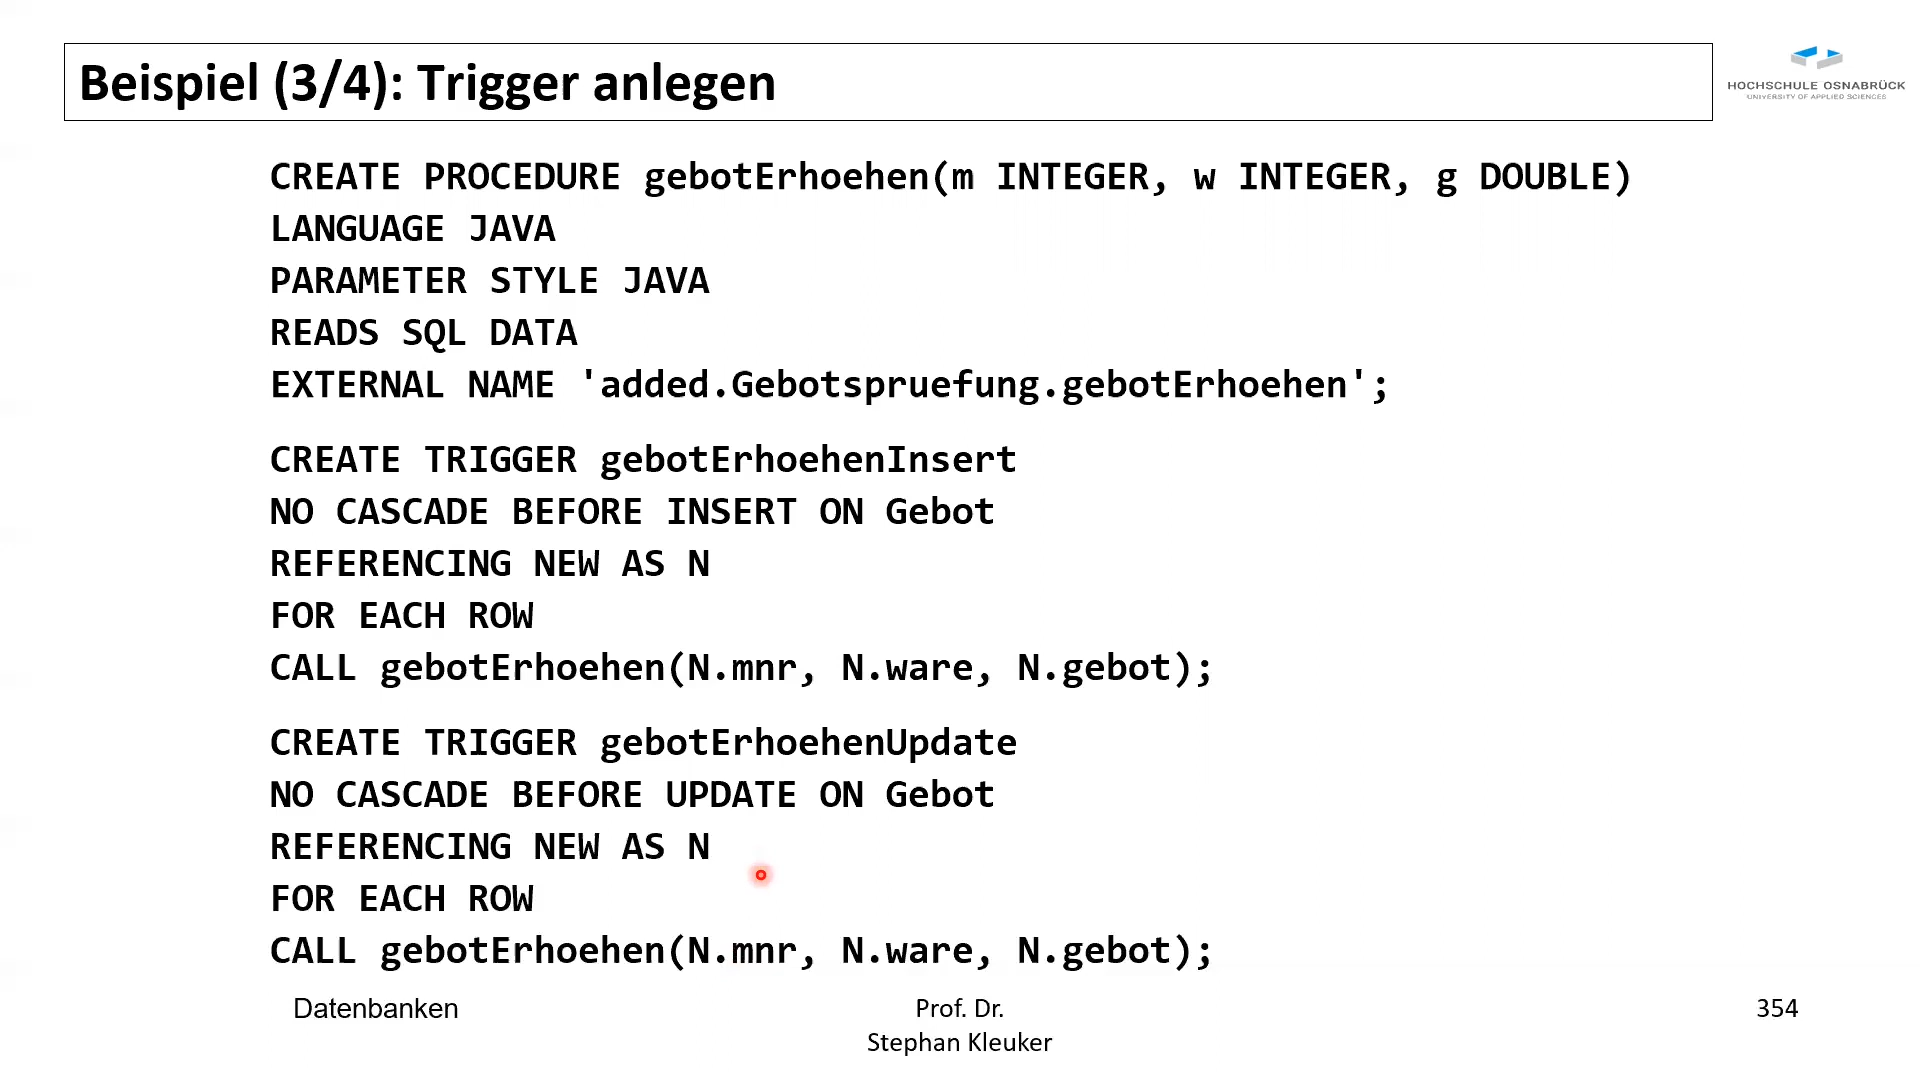 Beispiel (3/4): Trigger anlegen
HOCHSCHULE OSNABRÜCK
UNIVERSITY OF APPLIED SCIENCES
CREATE PROCEDURE gebotErhoehen(m INTEGER, w INTEGER, g DOUBLE)
LANGUAGE JAVA
PARAMETER STYLE JAVA
READS SQL DATA
EXTERNAL NAME 'added.Gebotspruefung.gebotErhoehen';
CREATE TRIGGER gebotErhoehenInsert
NO CASCADE BEFORE INSERT ON Gebot
REFERENCING NEW AS N
FOR EACH ROW
CALL gebotErhoehen(N.mnr, N.ware, N.gebot);
CREATE TRIGGER gebotErhoehenUpdate
NO CASCADE BEFORE UPDATE ON Gebot
REFERENCING NEW AS N
FOR EACH ROW
CALL gebotErhoehen(N.mnr, N.ware, N.gebot);
Datenbanken
Prof. Dr.
Stephan Kleuker
354